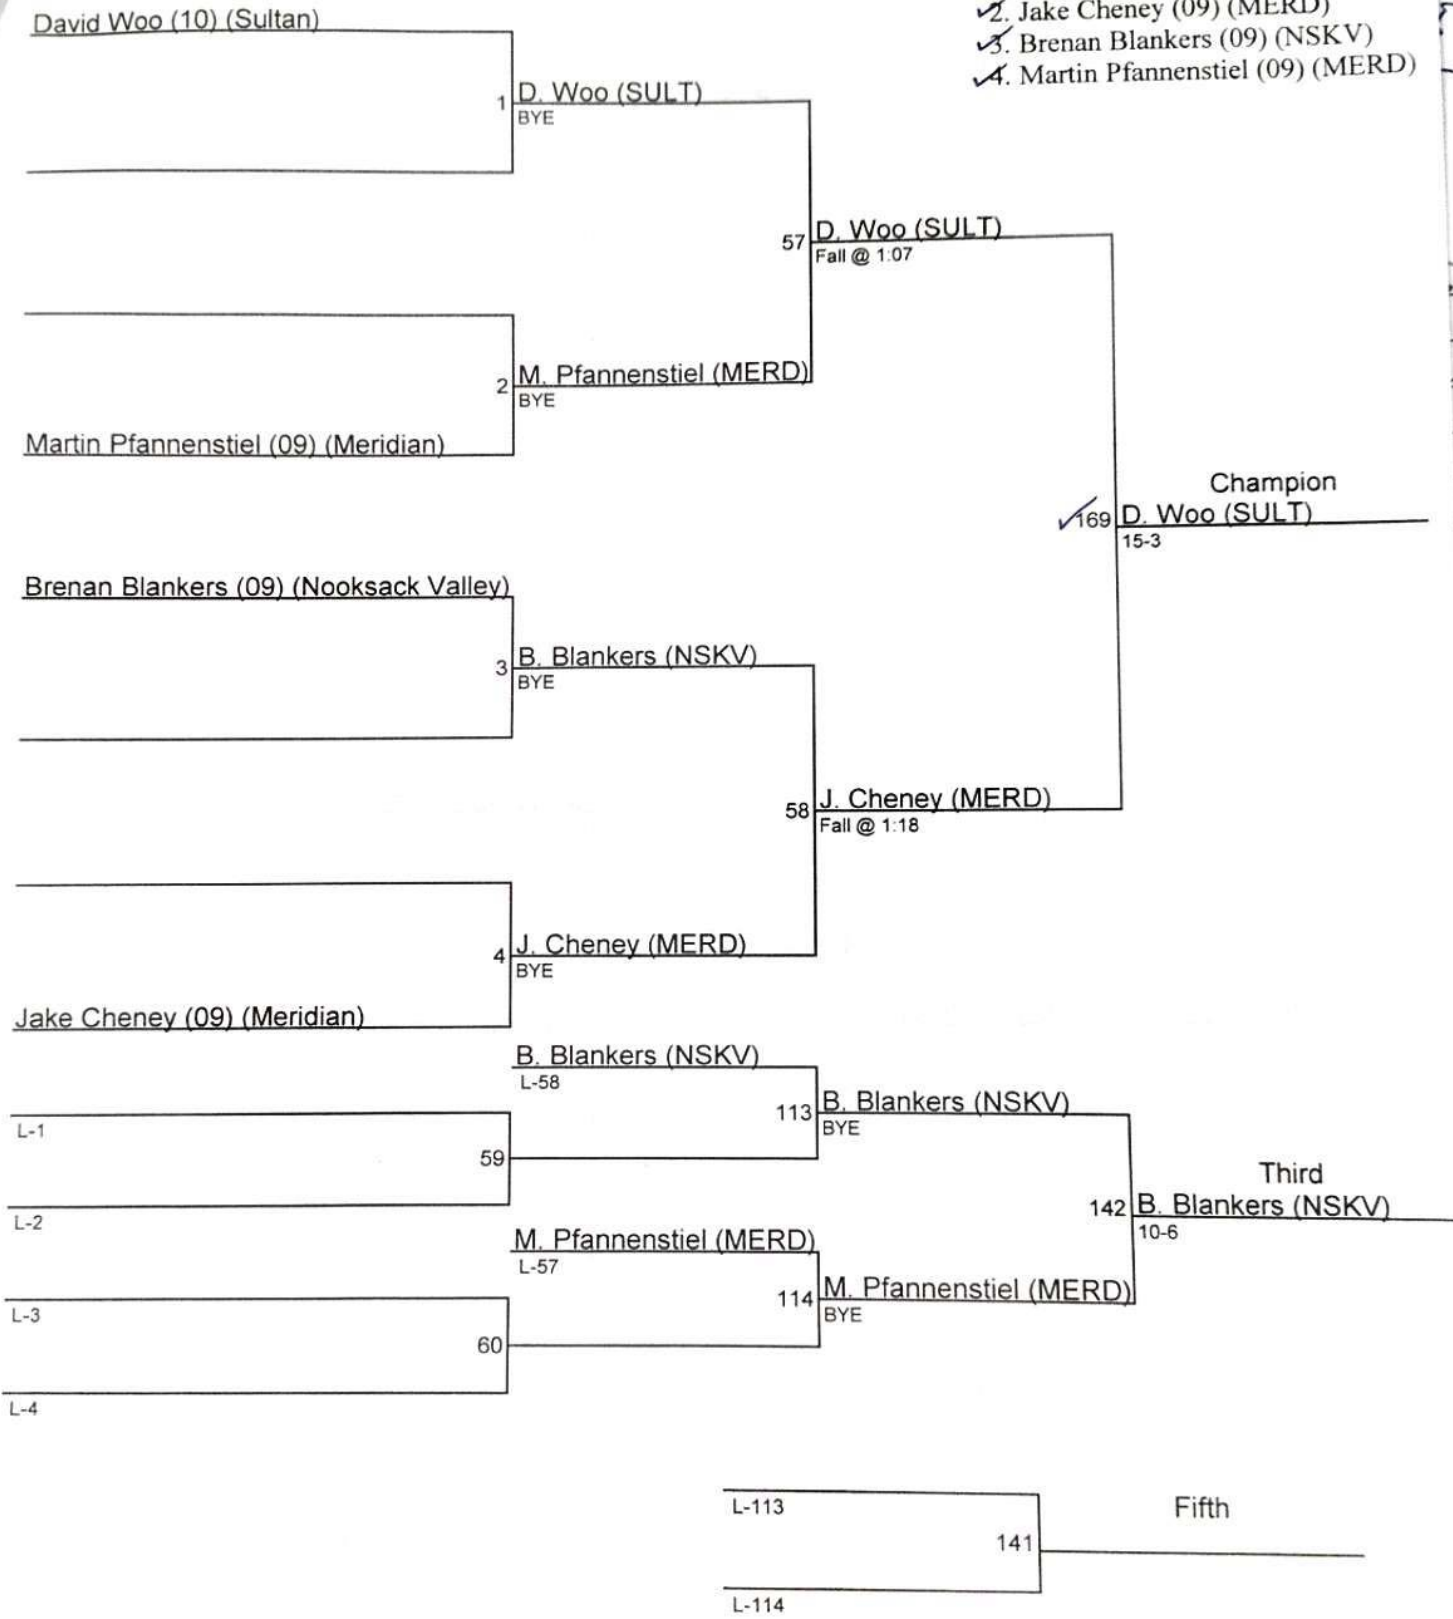 David Woo (10) (Sultan)
2. Jake Cheney (09) (MERD)
3. Brenan Blankers (09) (NSKV)
4. Martin Pfannenstiel (09) (MERD)
1 D. Woo (SULT)
BYE
57 D. Woo (SULT)
Fall @ 1:07
2 M. Pfannenstiel (MERD)
BYE
Martin Pfannenstiel (09) (Meridian)
Champion
169 D. Woo (SULT)
15-3
Brenan Blankers (09) (Nooksack Valley)
3 B. Blankers (NSKV)
BYE
58 J. Cheney (MERD)
Fall @ 1:18
4 J. Cheney (MERD)
BYE
Jake Cheney (09) (Meridian)
B. Blankers (NSKV)
L-58
113 B. Blankers (NSKV)
BYE
L-1
59
L-2
Third
142 B. Blankers (NSKV)
10-6
M. Pfannenstiel (MERD)
L-57
114 M. Pfannenstiel (MERD)
BYE
L-3
60
L-4
L-113
Fifth
141
L-114